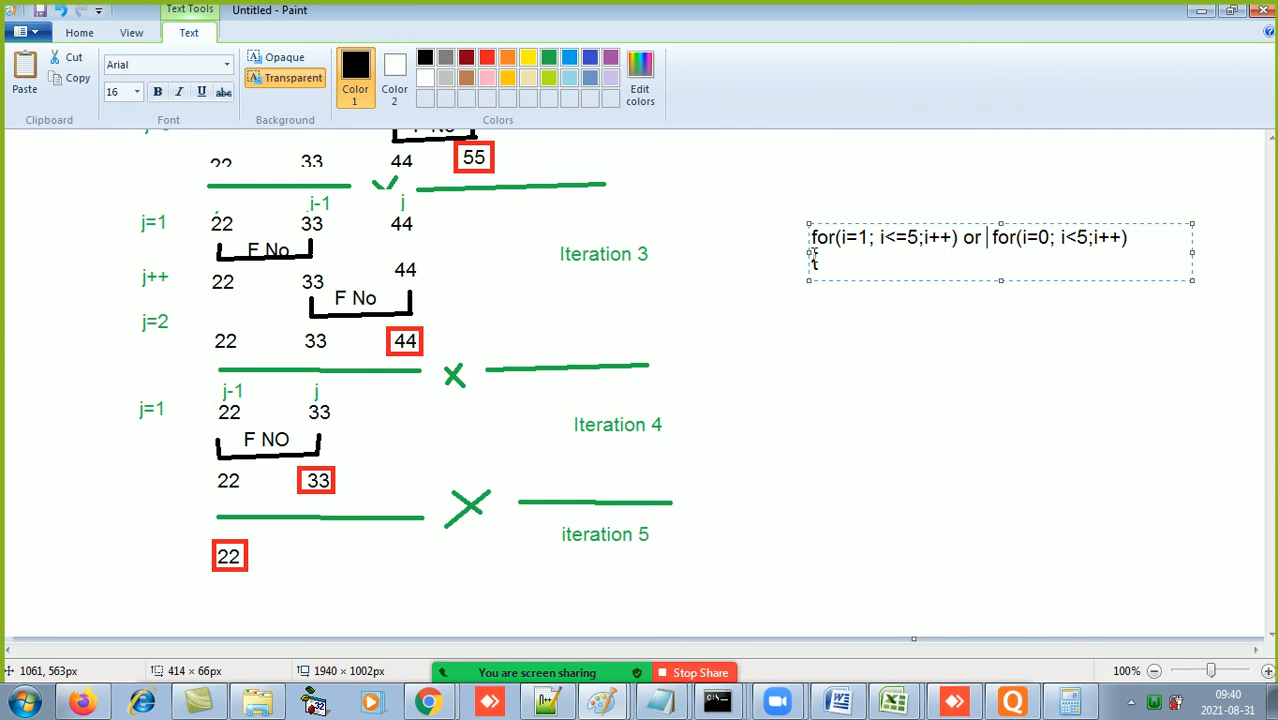 Text Tools
Untitled - Paint
Home
View
Text
Paste
Cut
Copy
Clipboard
Arial
16
B I U abc
Font
Opaque
Transparent
Background
Color 1
Color 2
Edit colors
Colors
F No
22 33 44 55
j-1 j
j=1 22 33 44
F No
Iteration 3
44
j++ 22 33
F No
j=2
22 33 44
j-1 j
j=1 22 33
Iteration 4
F NO
22 33
iteration 5
22
for(i=1; i<=5;i++) or for(i=0; i<5;i++)
1061, 563px
414 × 66px
1940 × 1002px
100%
You are screen sharing
Stop Share
09:40
2021-08-31